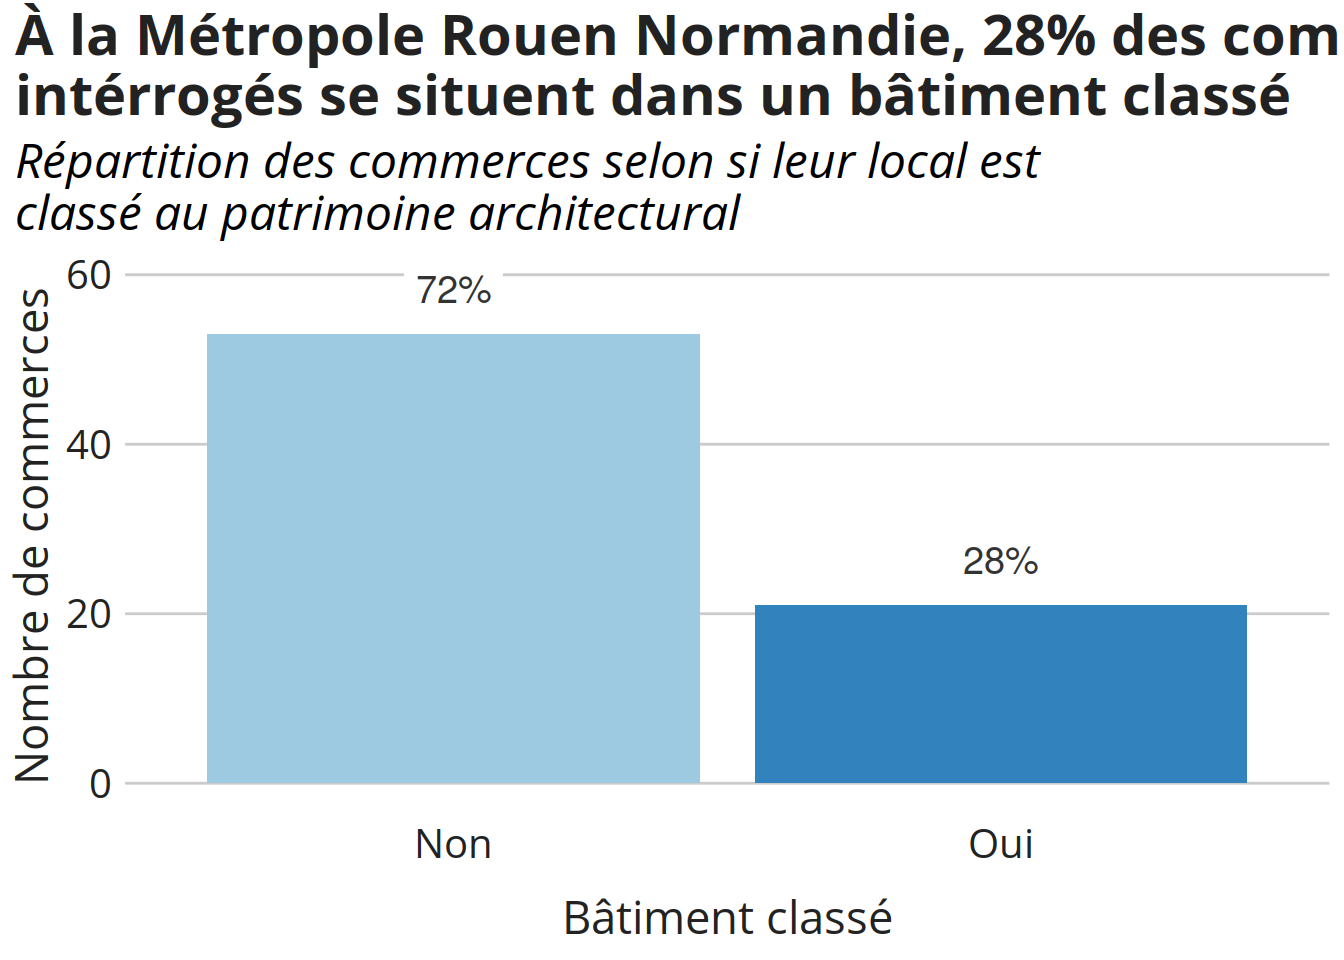 À la Métropole Rouen Normandie, 28% des com
intérrogés se situent dans un bâtiment classé
Répartition des commerces selon si leur local est
classé au patrimoine architectural
60
72%
Nombre de commerces
40
28%
20
0
Non
Oui
Bâtiment classé